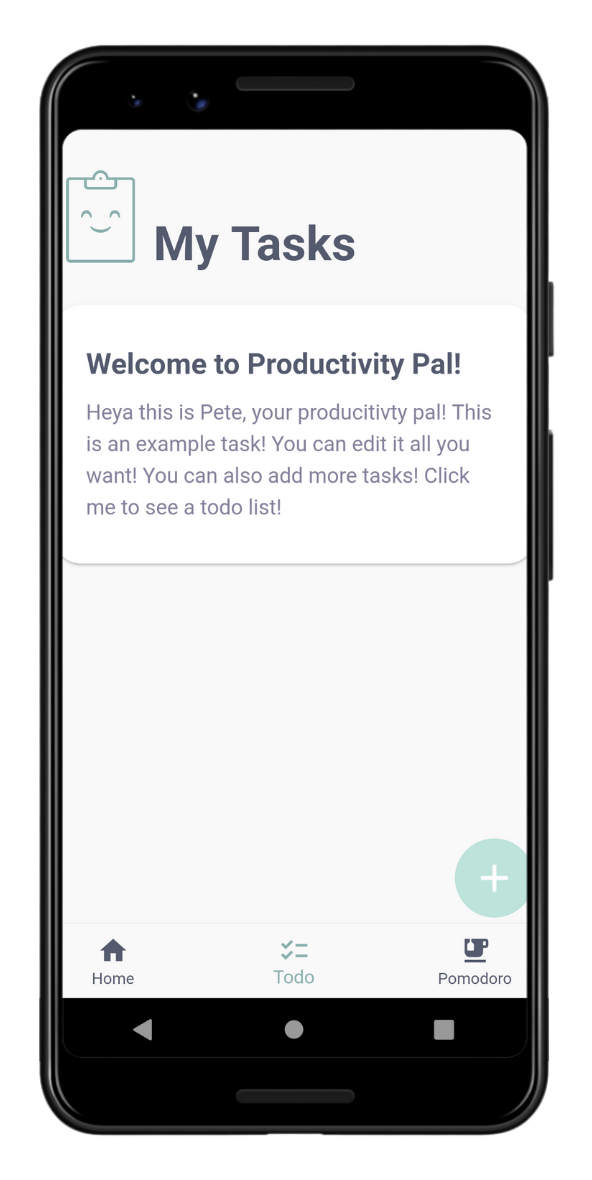 My Tasks
Welcome to Productivity Pal!
Heya this is Pete, your producitivty pal! This
is an example task! You can edit it all you
want! You can also add more tasks! Click
me to see a todo list!
Home
Todo
Pomodoro